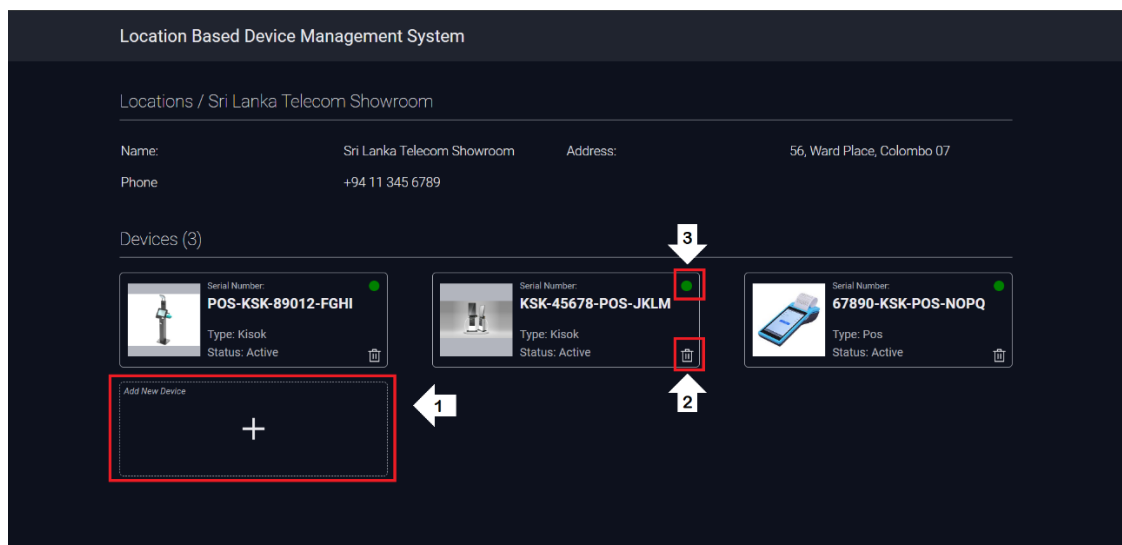 Location Based Device Management System
Locations / Sri Lanka Telecom Showroom
Name: Sri Lanka Telecom Showroom Address: 56, Ward Place, Colombo 07
Phone +94 11 345 6789
Devices (3)
3
Serial Number:
POS-KSK-89012-FGHI
Type: Kisok
Status: Active
Serial Number:
KSK-45678-POS-JKLM
Type: Kisok
Status: Active
Serial Number:
67890-KSK-POS-NOPQ
Type: Pos
Status: Active
Add New Device
+
1
2